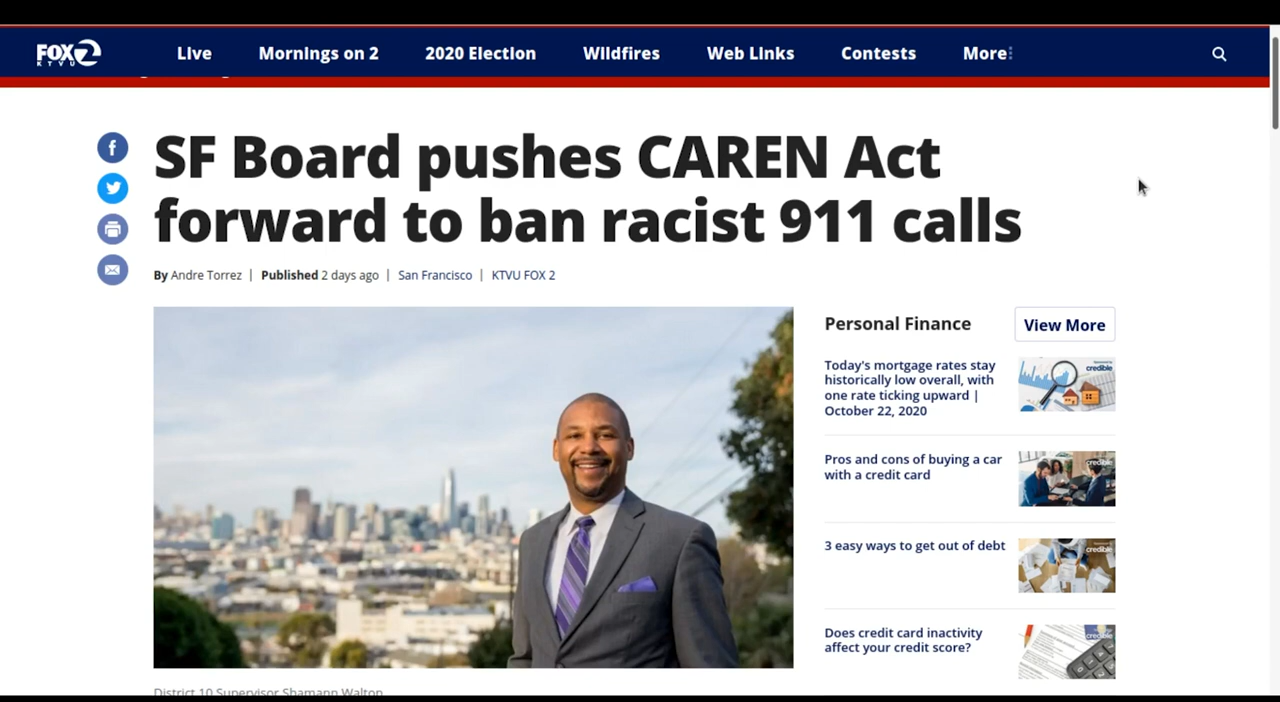 FOX 2
KTVU
Live
Mornings on 2
2020 Election
Wildfires
Web Links
Contests
More
SF Board pushes CAREN Act
forward to ban racist 911 calls
By Andre Torrez | Published 2 days ago | San Francisco | KTVU FOX 2
Personal Finance
View More
Today's mortgage rates stay
historically low overall, with
one rate ticking upward |
October 22, 2020
credible
Pros and cons of buying a car
with a credit card
credible
3 easy ways to get out of debt
credible
Does credit card inactivity
affect your credit score?
credible
District 10 Supervisor Shamann Walton